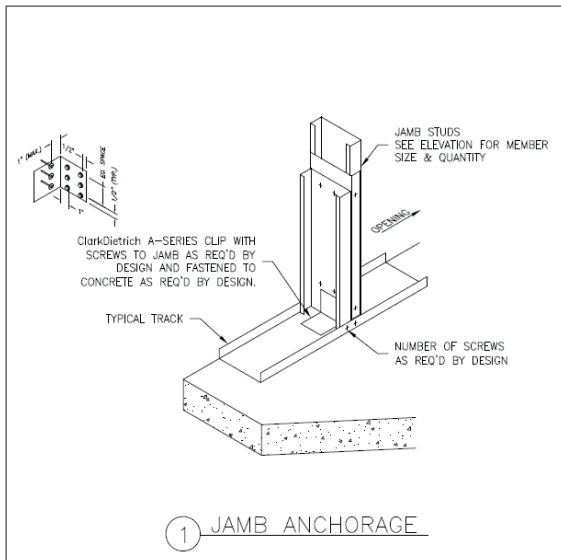 1" (MAX.)
1/2"
EQ. SPACE
1/2" (TYP.)
1"
JAMB STUDS
SEE ELEVATION FOR MEMBER
SIZE & QUANTITY
OPENING
ClarkDietrich A-SERIES CLIP WITH
SCREWS TO JAMB AS REQ'D BY
DESIGN AND FASTENED TO
CONCRETE AS REQ'D BY DESIGN.
TYPICAL TRACK
NUMBER OF SCREWS
AS REQ'D BY DESIGN
1 JAMB ANCHORAGE